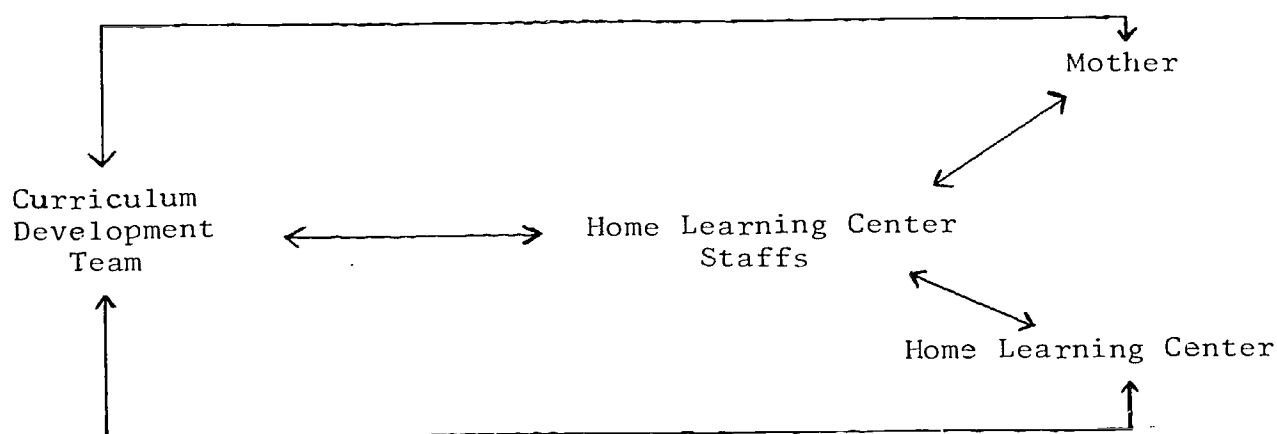 Mother
Curriculum
Development
Team
Home Learning Center
Staffs
Home Learning Center